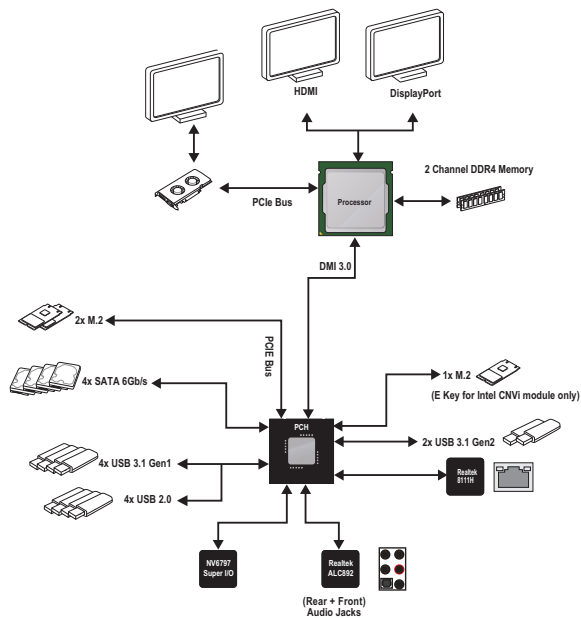 HDMI
DisplayPort
2 Channel DDR4 Memory
PCIe Bus
Processor
DMI 3.0
2x M.2
PCIE Bus
4x SATA 6Gb/s
1x M.2
(E Key for Intel CNVi module only)
PCH
2x USB 3.1 Gen2
4x USB 3.1 Gen1
Realtek
8111H
4x USB 2.0
NV6797
Super I/O
Realtek
ALC892
(Rear + Front)
Audio Jacks